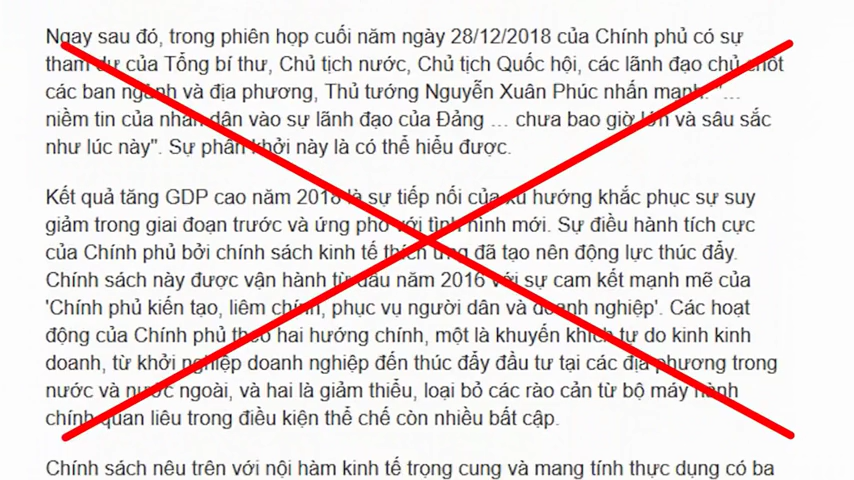 Ngay sau đó, trong phiên họp cuối năm ngày 28/12/2018 của Chính phủ có sự
tham dự của Tổng bí thư, Chủ tịch nước, Chủ tịch Quốc hội, các lãnh đạo chủ chốt
các ban ngành và địa phương, Thủ tướng Nguyễn Xuân Phúc nhấn mạnh: "...
niềm tin của nhân dân vào sự lãnh đạo của Đảng ... chưa bao giờ lớn và sâu sắc
như lúc này". Sự phấn khởi này là có thể hiểu được.
Kết quả tăng GDP cao năm 2018 là sự tiếp nối của xu hướng khắc phục sự suy
giảm trong giai đoạn trước và ứng phó với tình hình mới. Sự điều hành tích cực
của Chính phủ bởi chính sách kinh tế thích ứng đã tạo nên động lực thúc đẩy.
Chính sách này được vận hành từ đầu năm 2016 với sự cam kết mạnh mẽ của
'Chính phủ kiến tạo, liêm chính, phục vụ người dân và doanh nghiệp'. Các hoạt
động của Chính phủ theo hai hướng chính, một là khuyến khích tự do kinh kinh
doanh, từ khởi nghiệp doanh nghiệp đến thúc đẩy đầu tư tại các địa phương trong
nước và nước ngoài, và hai là giảm thiểu, loại bỏ các rào cản từ bộ máy hành
chính quan liêu trong điều kiện thể chế còn nhiều bất cập.
Chính sách nêu trên với nội hàm kinh tế trọng cung và mang tính thực dụng có ba